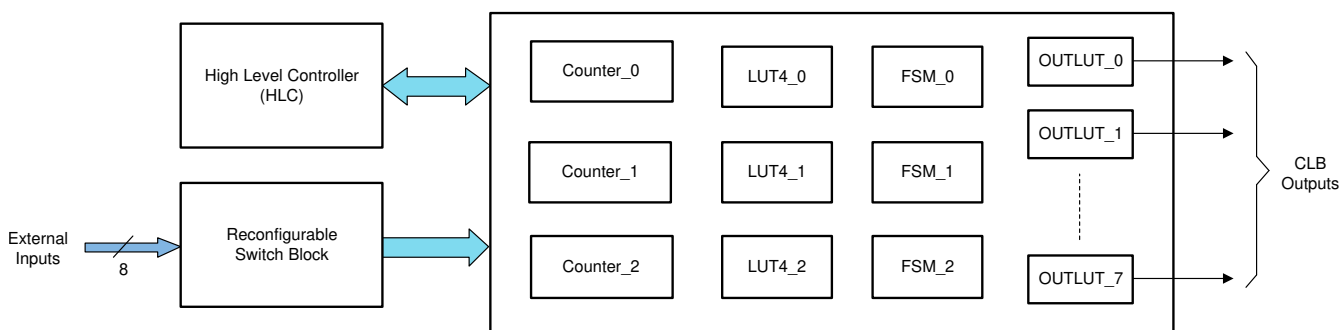 High Level Controller
(HLC)
Counter_0
LUT4_0
FSM_0
OUTLUT_0
OUTLUT_1
Counter_1
LUT4_1
FSM_1
CLB
Outputs
External
Inputs
8
Reconfigurable
Switch Block
Counter_2
LUT4_2
FSM_2
OUTLUT_7